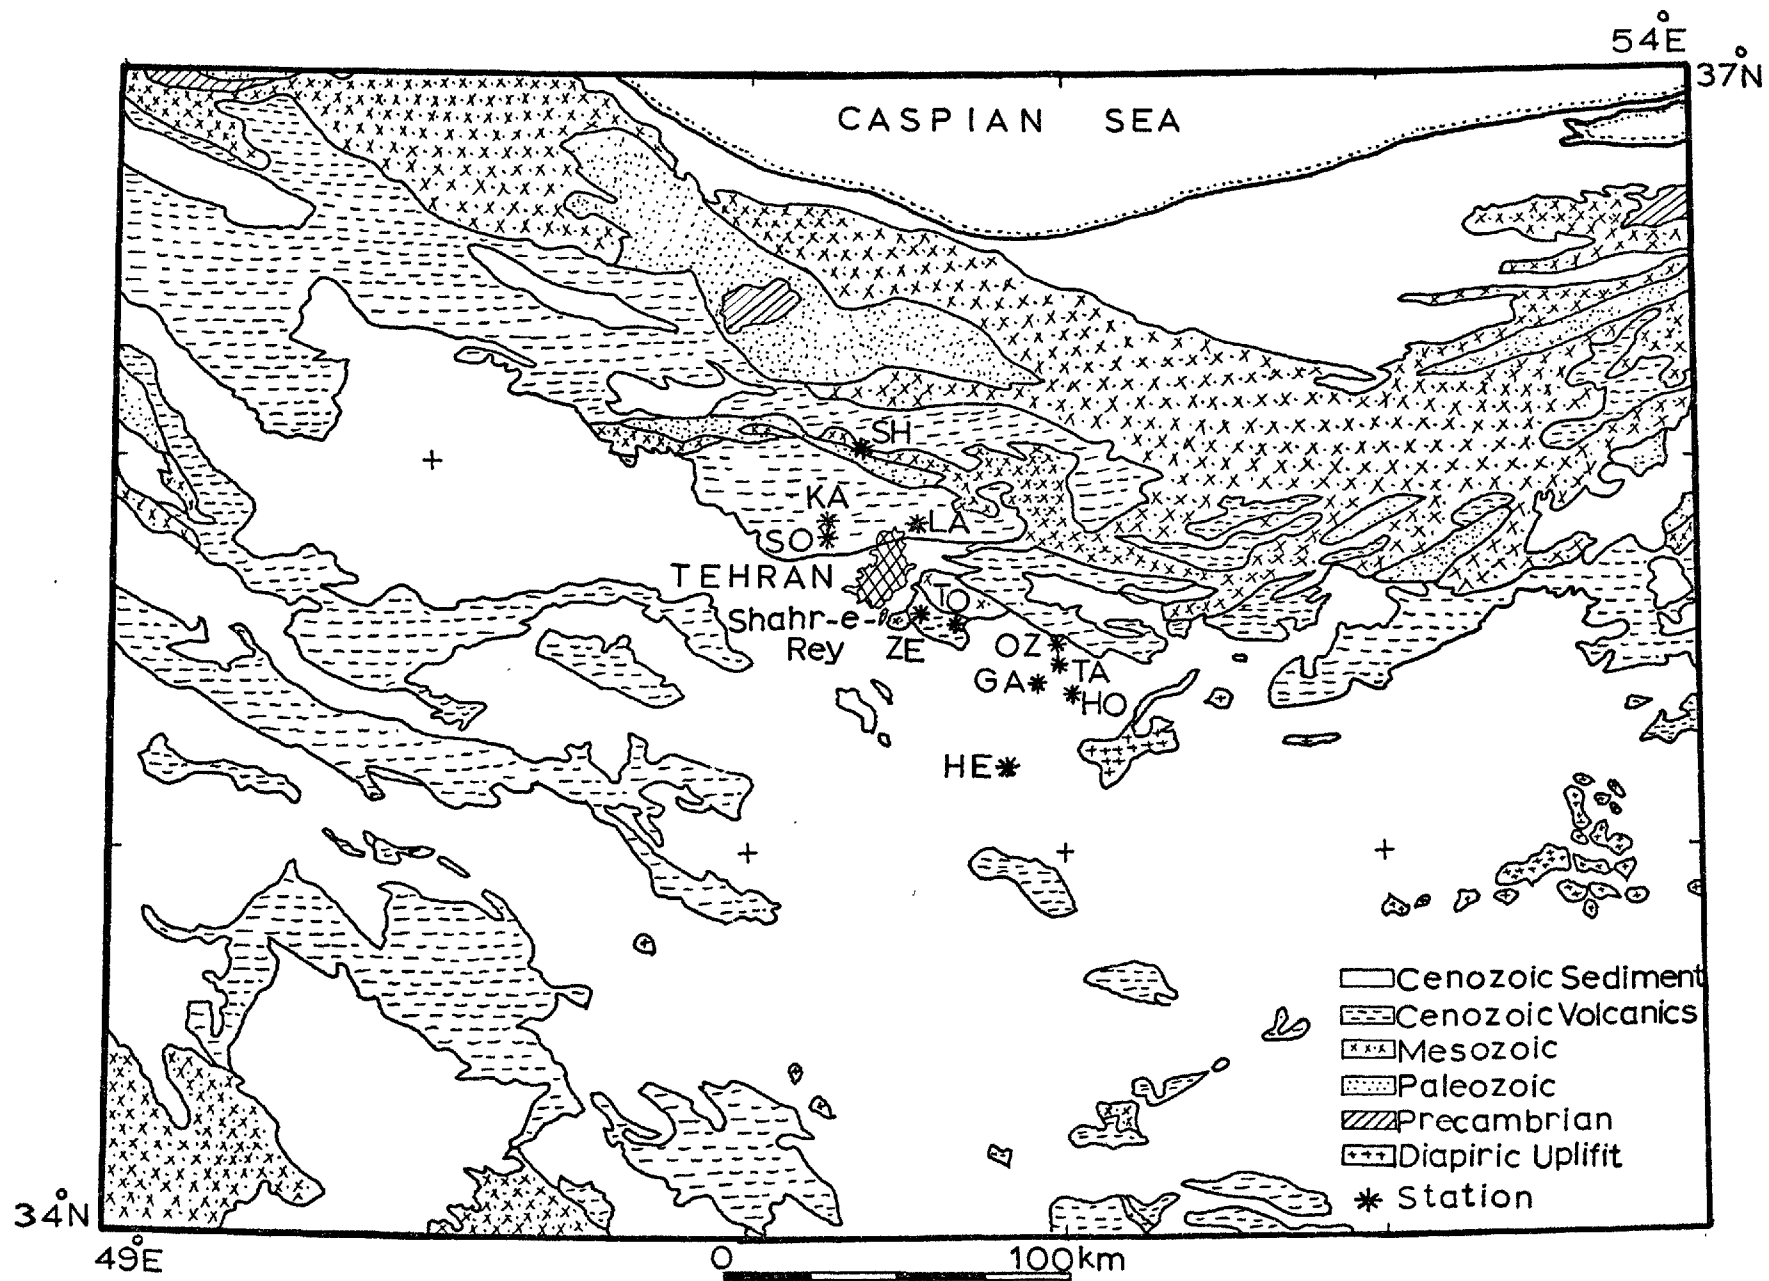 54°E
37°N
CASPIAN SEA
SH
KA
LA
SO
TEHRAN
TO
Shahr-e-
Rey
ZE
OZ
TA
GA
HO
HE
Cenozoic Sediment
Cenozoic Volcanics
Mesozoic
Paleozoic
Precambrian
Diapiric Uplifit
Station
34°N
49°E
0 100km